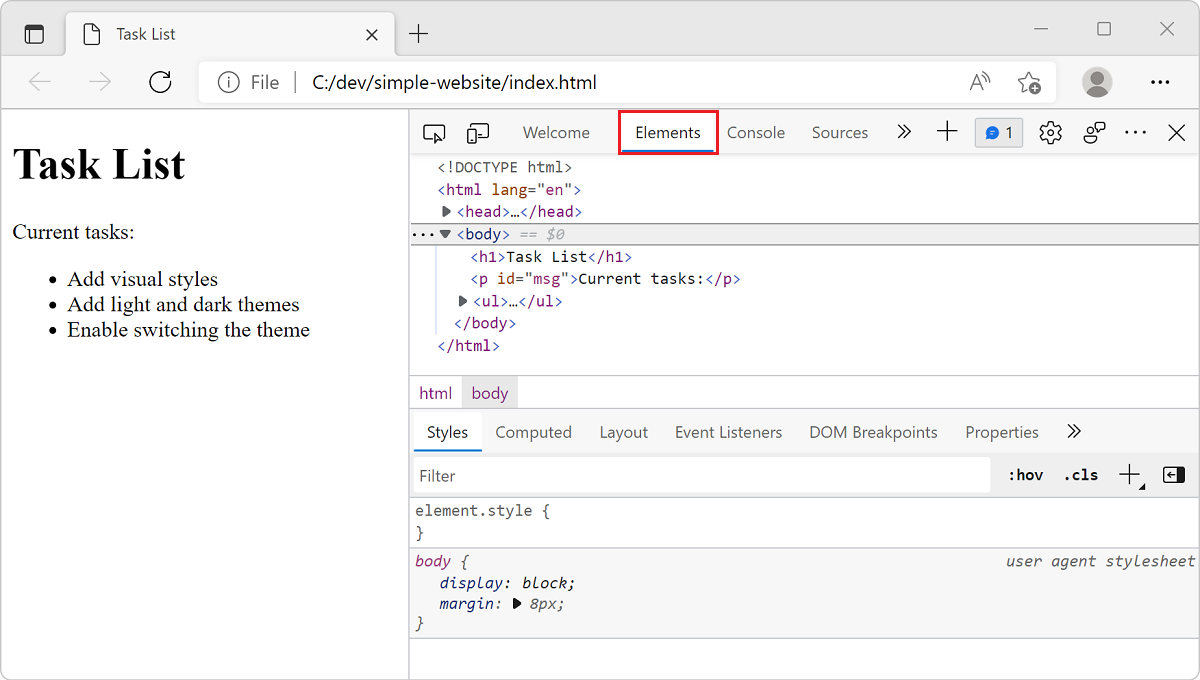 Task List
File C:/dev/simple-website/index.html
Task List
Current tasks:
• Add visual styles
• Add light and dark themes
• Enable switching the theme
Welcome Elements Console Sources 1
<!DOCTYPE html>
<html lang="en">
<head>…</head>
<body> == $0
<h1>Task List</h1>
<p id="msg">Current tasks:</p>
<ul>…</ul>
</body>
</html>
html body
Styles Computed Layout Event Listeners DOM Breakpoints Properties
Filter :hov .cls
element.style {
}
body { user agent stylesheet
display: block;
margin: 8px;
}